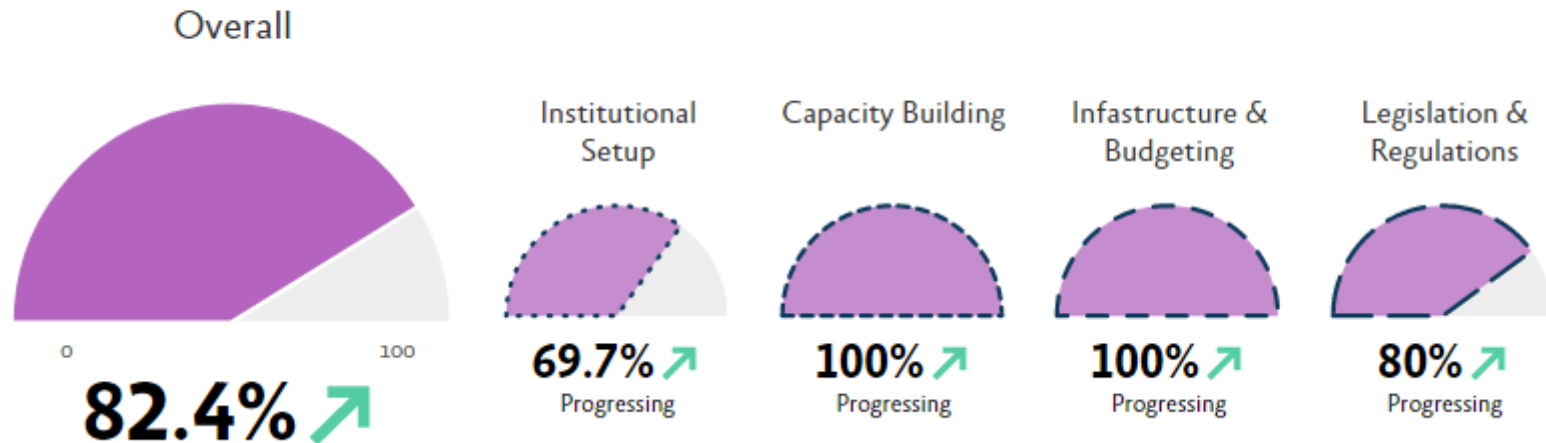 Overall
0
100
82.4%
Institutional
Setup
69.7%
Progressing
Capacity Building
100%
Progressing
Infastructure &
Budgeting
100%
Progressing
Legislation &
Regulations
80%
Progressing